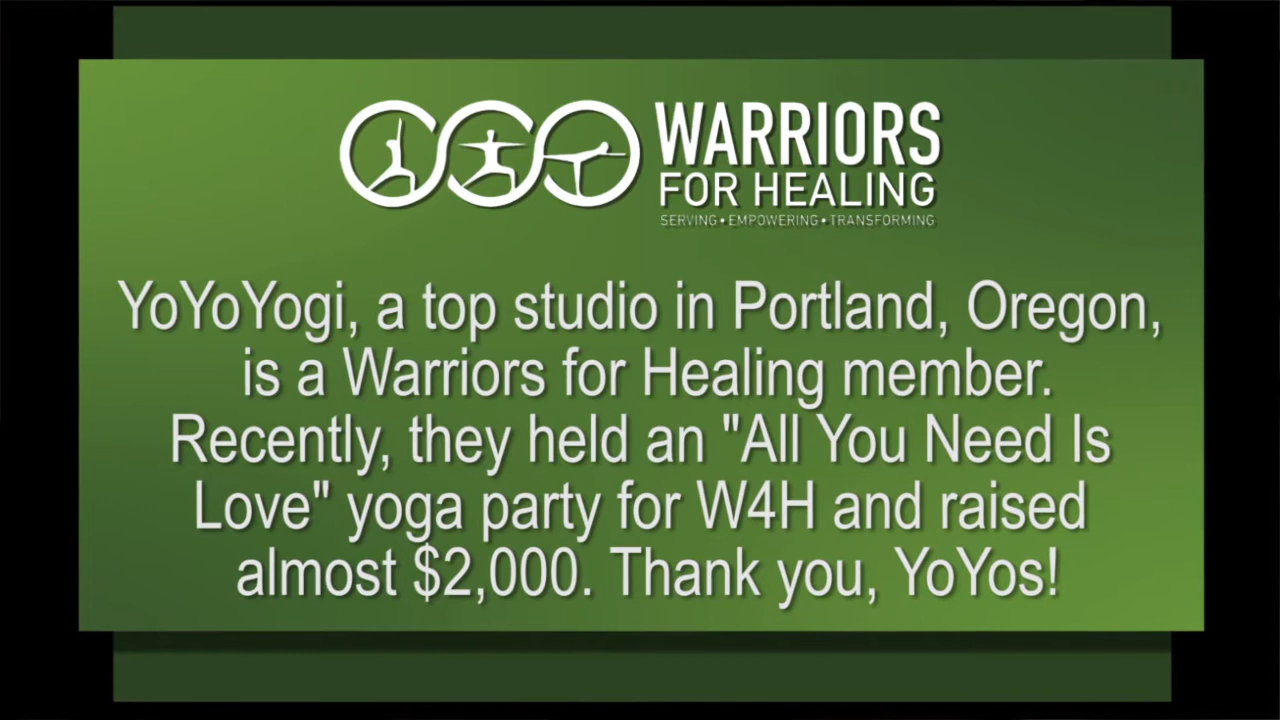 WARRIORS
FOR HEALING
SERVING • EMPOWERING • TRANSFORMING
YoYoYogi, a top studio in Portland, Oregon,
is a Warriors for Healing member.
Recently, they held an "All You Need Is
Love" yoga party for W4H and raised
almost $2,000. Thank you, YoYos!